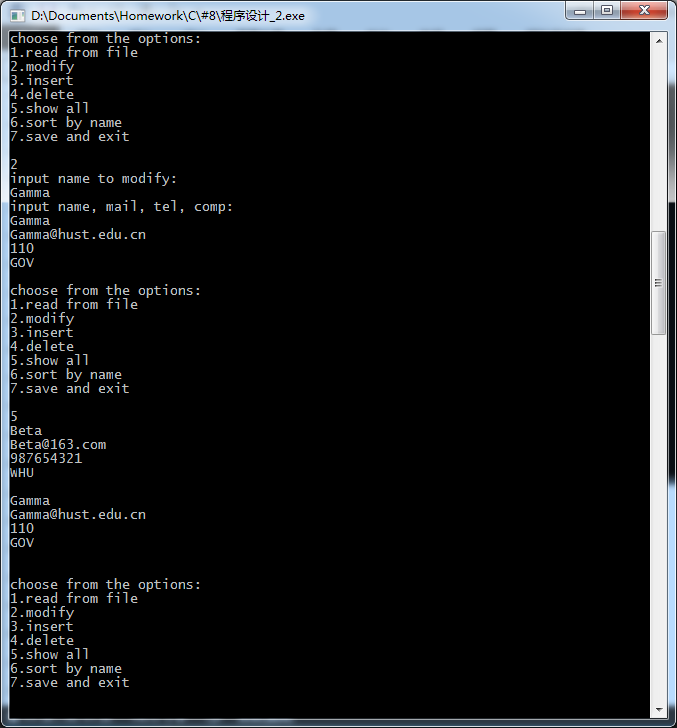 D:\Documents\Homework\C\#8\程序设计_2.exe
choose from the options:
1.read from file
2.modify
3.insert
4.delete
5.show all
6.sort by name
7.save and exit
2
input name to modify:
Gamma
input name, mail, tel, comp:
Gamma
Gamma@hust.edu.cn
110
GOV
choose from the options:
1.read from file
2.modify
3.insert
4.delete
5.show all
6.sort by name
7.save and exit
5
Beta
Beta@163.com
987654321
WHU
Gamma
Gamma@hust.edu.cn
110
GOV
choose from the options:
1.read from file
2.modify
3.insert
4.delete
5.show all
6.sort by name
7.save and exit